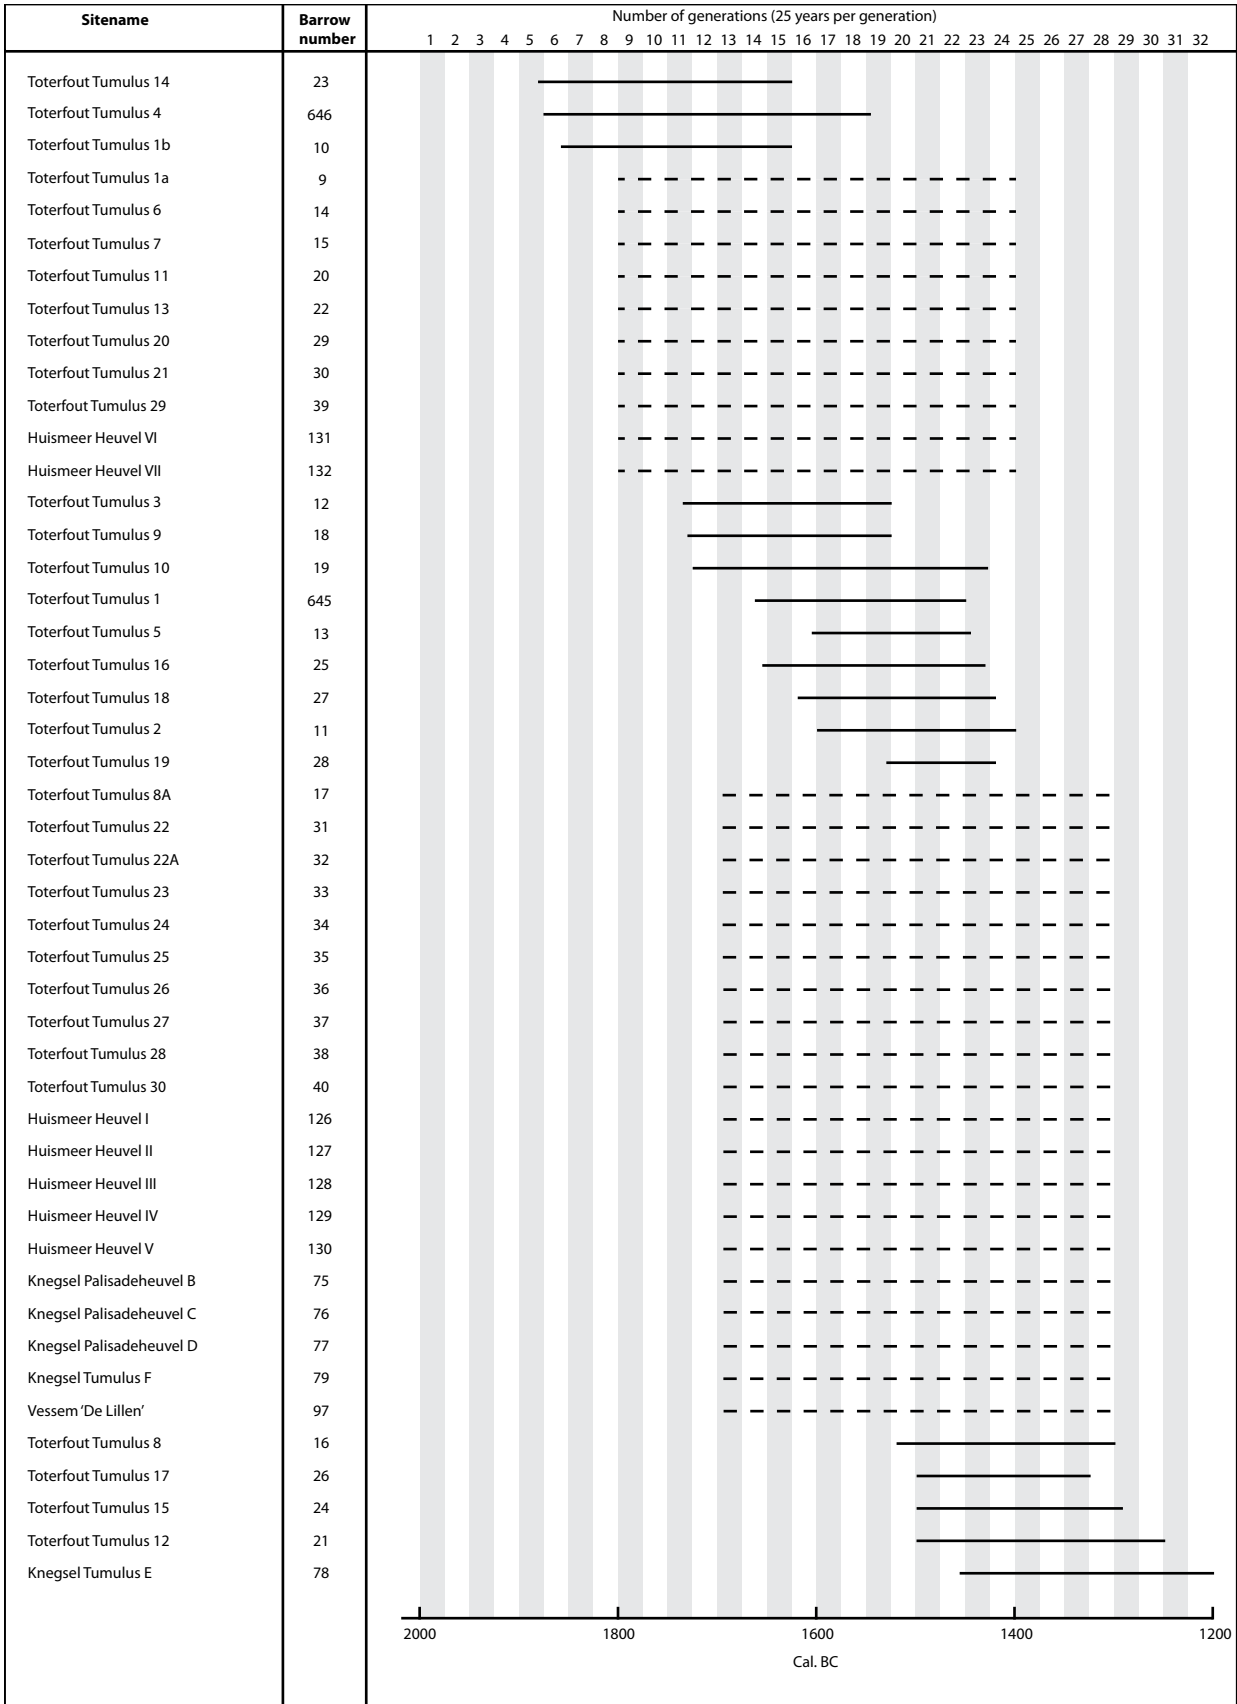 Sitename Barrow number Number of generations (25 years per generation)
1 2 3 4 5 6 7 8 9 10 11 12 13 14 15 16 17 18 19 20 21 22 23 24 25 26 27 28 29 30 31 32
Toterfout Tumulus 14 23
Toterfout Tumulus 4 646
Toterfout Tumulus 1b 10
Toterfout Tumulus 1a 9
Toterfout Tumulus 6 14
Toterfout Tumulus 7 15
Toterfout Tumulus 11 20
Toterfout Tumulus 13 22
Toterfout Tumulus 20 29
Toterfout Tumulus 21 30
Toterfout Tumulus 29 39
Huismeer Heuvel VI 131
Huismeer Heuvel VII 132
Toterfout Tumulus 3 12
Toterfout Tumulus 9 18
Toterfout Tumulus 10 19
Toterfout Tumulus 1 645
Toterfout Tumulus 5 13
Toterfout Tumulus 16 25
Toterfout Tumulus 18 27
Toterfout Tumulus 2 11
Toterfout Tumulus 19 28
Toterfout Tumulus 8A 17
Toterfout Tumulus 22 31
Toterfout Tumulus 22A 32
Toterfout Tumulus 23 33
Toterfout Tumulus 24 34
Toterfout Tumulus 25 35
Toterfout Tumulus 26 36
Toterfout Tumulus 27 37
Toterfout Tumulus 28 38
Toterfout Tumulus 30 40
Huismeer Heuvel I 126
Huismeer Heuvel II 127
Huismeer Heuvel III 128
Huismeer Heuvel IV 129
Huismeer Heuvel V 130
Knegsel Palisadeheuvel B 75
Knegsel Palisadeheuvel C 76
Knegsel Palisadeheuvel D 77
Knegsel Tumulus F 79
Vessem ‘De Lillen’ 97
Toterfout Tumulus 8 16
Toterfout Tumulus 17 26
Toterfout Tumulus 15 24
Toterfout Tumulus 12 21
Knegsel Tumulus E 78
2000 1800 1600 1400 1200
Cal. BC